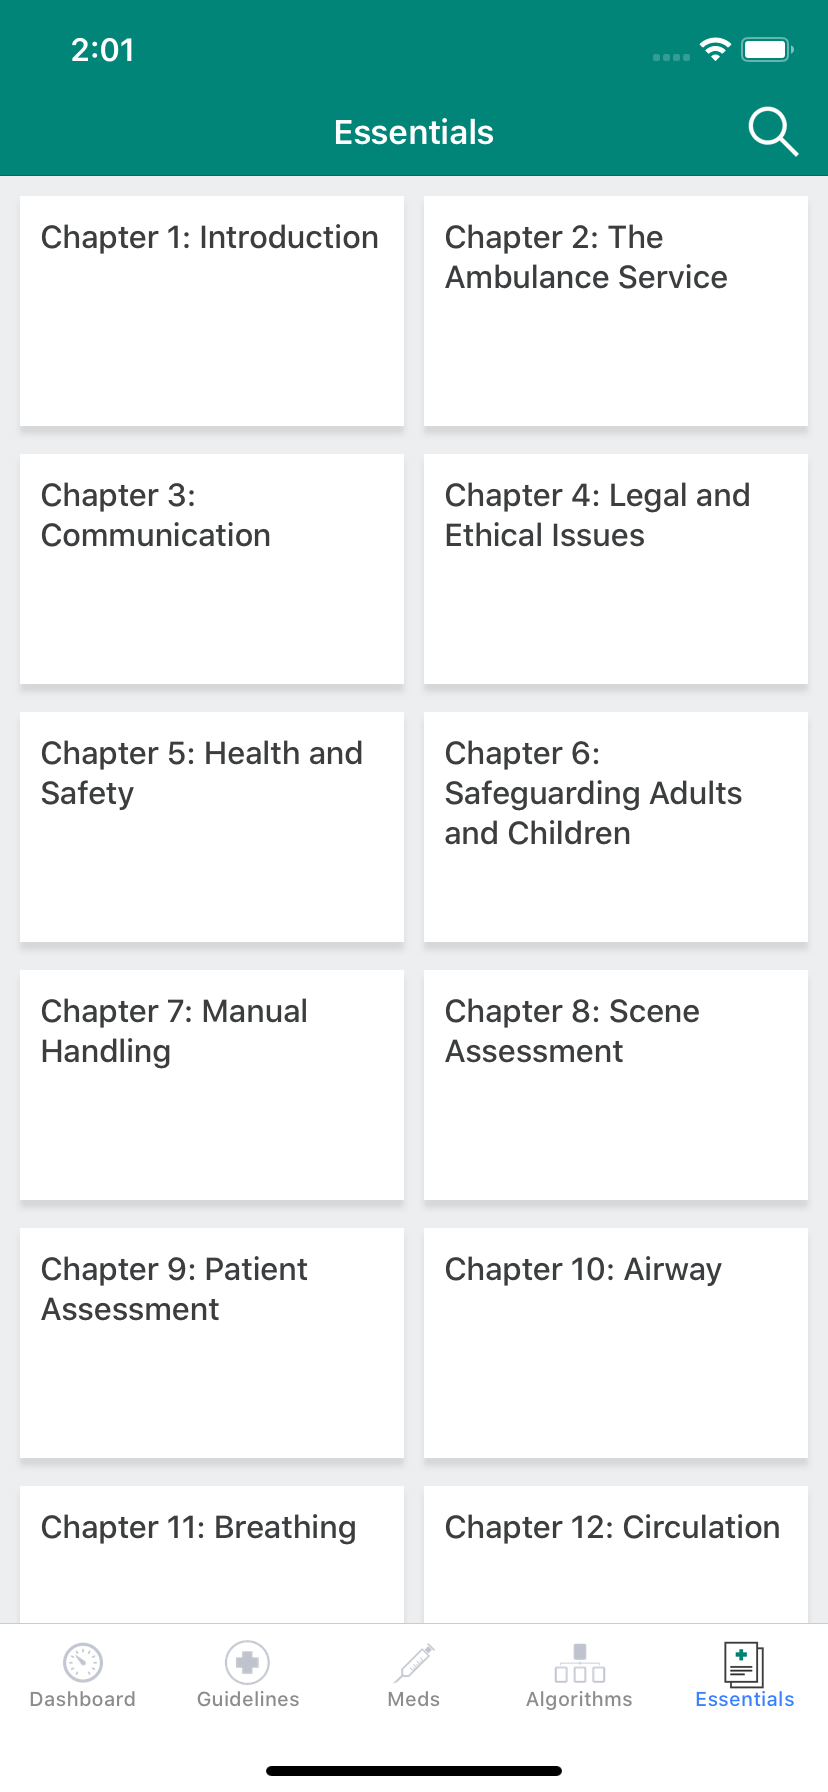 2:01
Essentials
Chapter 1: Introduction
Chapter 2: The
Ambulance Service
Chapter 3:
Communication
Chapter 4: Legal and
Ethical Issues
Chapter 5: Health and
Safety
Chapter 6:
Safeguarding Adults
and Children
Chapter 7: Manual
Handling
Chapter 8: Scene
Assessment
Chapter 9: Patient
Assessment
Chapter 10: Airway
Chapter 11: Breathing
Chapter 12: Circulation
Dashboard
Guidelines
Meds
Algorithms
Essentials